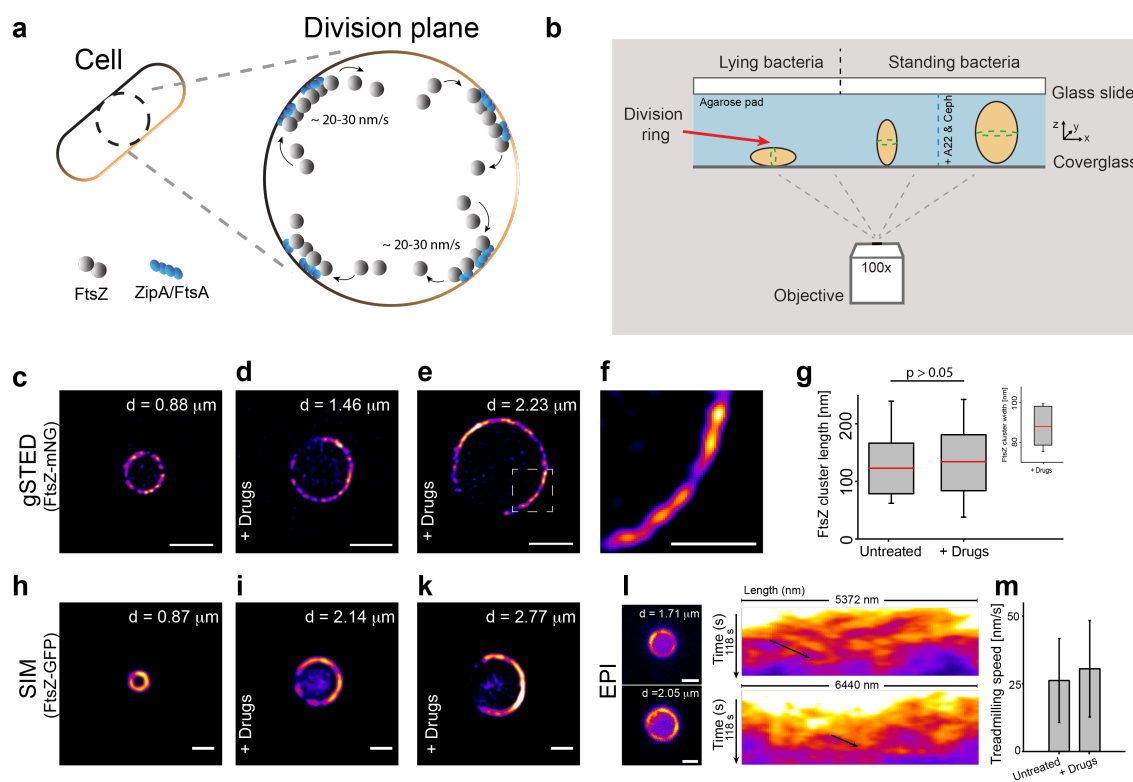 a
Cell
Division plane
~ 20-30 nm/s
~ 20-30 nm/s
FtsZ
ZipA/FtsA
b
Lying bacteria
Standing bacteria
Glass slide
Agarose pad
Division
ring
+ A22 & Ceph
z
y
x
Coverglass
100x
Objective
c
d
e
f
g
gSTED
(FtsZ-mNG)
d = 0.88 μm
+ Drugs
d = 1.46 μm
+ Drugs
d = 2.23 μm
p > 0.05
FtsZ cluster length [nm]
200
100
0
Untreated
+ Drugs
FtsZ cluster width [nm]
100
80
+ Drugs
h
i
k
l
m
SIM
(FtsZ-GFP)
d = 0.87 μm
+ Drugs
d = 2.14 μm
+ Drugs
d = 2.77 μm
EPI
d = 1.71 μm
d =2.05 μm
Length (nm)
5372 nm
Time (s)
118 s
6440 nm
Time (s)
118 s
Treadmilling speed [nm/s]
50
25
0
Untreated
+ Drugs